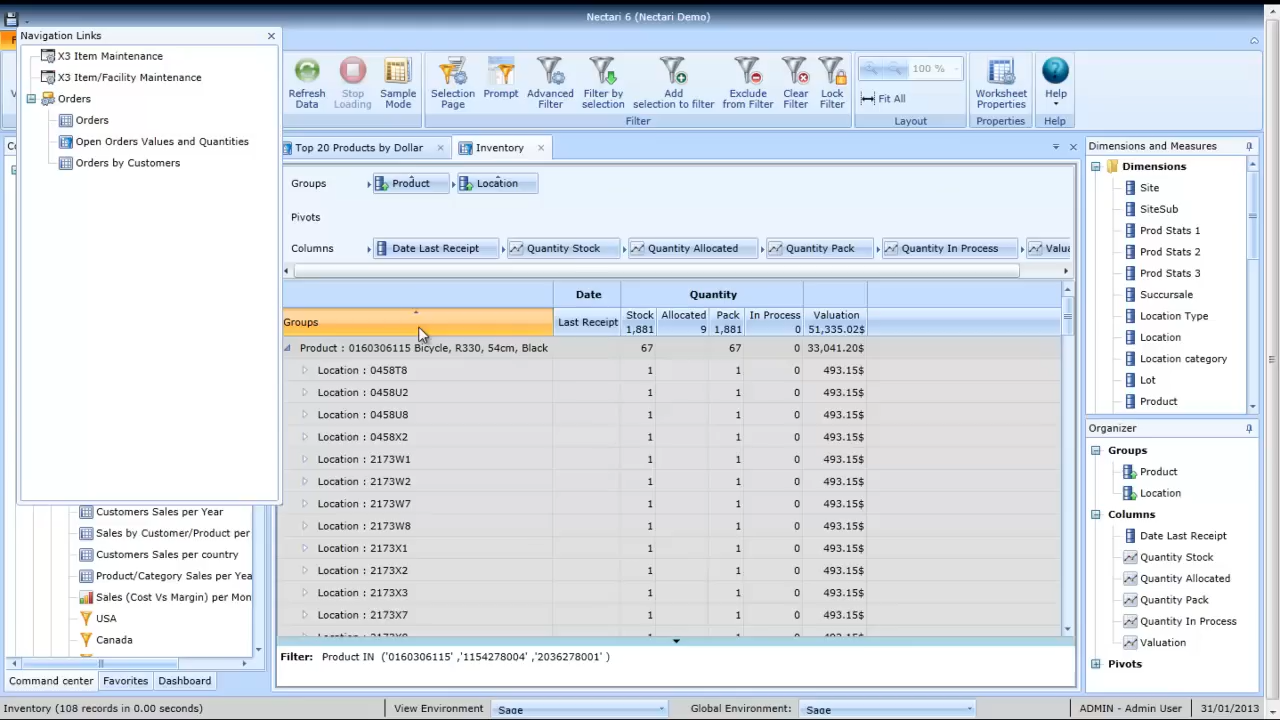 Nectari 6 (Nectari Demo)
Navigation Links
X3 Item Maintenance
X3 Item/Facility Maintenance
Orders
Orders
Open Orders Values and Quantities
Orders by Customers
Refresh Data
Stop Loading
Sample Mode
Selection Page
Prompt
Advanced Filter
Filter by selection
Add selection to filter
Exclude from Filter
Clear Filter
Lock Filter
Filter
100 %
Fit All
Layout
Worksheet Properties
Properties
Help
Help
Top 20 Products by Dollar
Inventory
Groups Product Location
Pivots
Columns Date Last Receipt Quantity Stock Quantity Allocated Quantity Pack Quantity In Process
Date Quantity
Groups Last Receipt Stock Allocated Pack In Process Valuation
1,881 9 1,881 0 51,335.02$
Product : 0160306115 Bicycle, R330, 54cm, Black 67 67 0 33,041.20$
Location : 0458T8 1 1 0 493.15$
Location : 0458U2 1 1 0 493.15$
Location : 0458U8 1 1 0 493.15$
Location : 0458X2 1 1 0 493.15$
Location : 2173W1 1 1 0 493.15$
Location : 2173W2 1 1 0 493.15$
Location : 2173W7 1 1 0 493.15$
Location : 2173W8 1 1 0 493.15$
Location : 2173X1 1 1 0 493.15$
Location : 2173X2 1 1 0 493.15$
Location : 2173X3 1 1 0 493.15$
Location : 2173X7 1 1 0 493.15$
Filter: Product IN ('0160306115' ,'1154278004' ,'2036278001' )
Customers Sales per Year
Sales by Customer/Product per
Customers Sales per country
Product/Category Sales per Yea
Sales (Cost Vs Margin) per Mon
USA
Canada
Command center Favorites Dashboard
Dimensions and Measures
Dimensions
Site
SiteSub
Prod Stats 1
Prod Stats 2
Prod Stats 3
Succursale
Location Type
Location
Location category
Lot
Product
Organizer
Groups
Product
Location
Columns
Date Last Receipt
Quantity Stock
Quantity Allocated
Quantity Pack
Quantity In Process
Valuation
Pivots
Inventory (108 records in 0.00 seconds) View Environment Sage Global Environment: Sage ADMIN - Admin User 31/01/2013